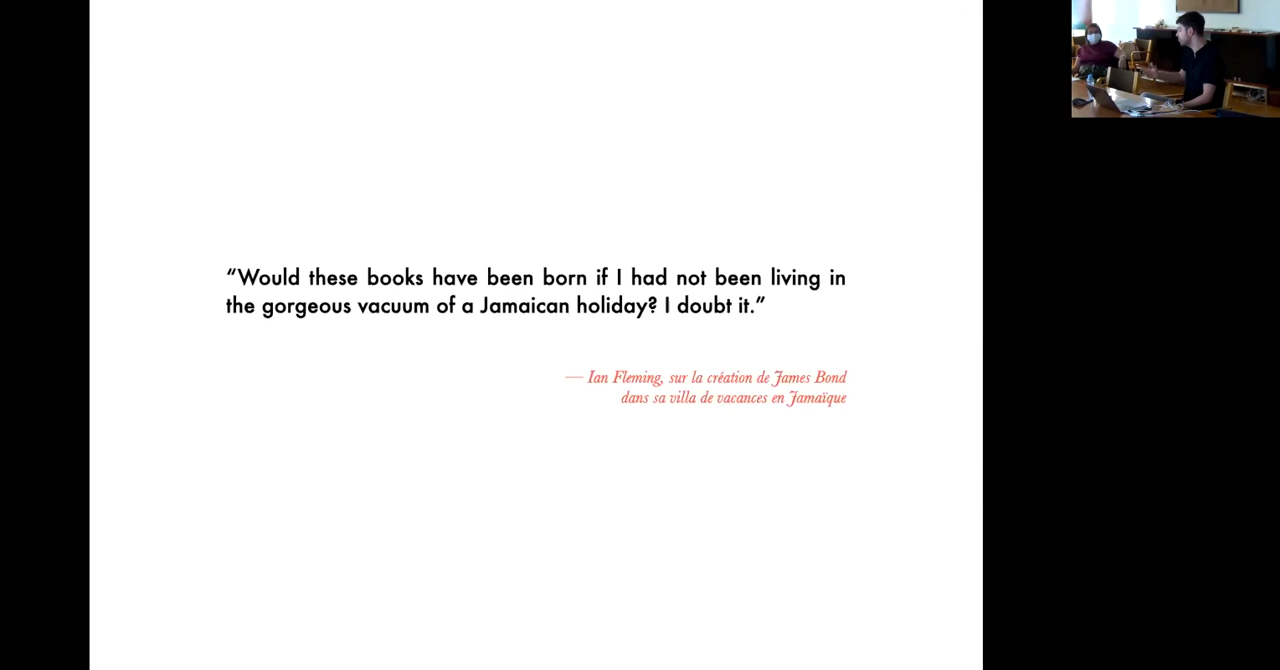 “Would these books have been born if I had not been living in
the gorgeous vacuum of a Jamaican holiday? I doubt it.”
— Ian Fleming, sur la création de James Bond
dans sa villa de vacances en Jamaïque